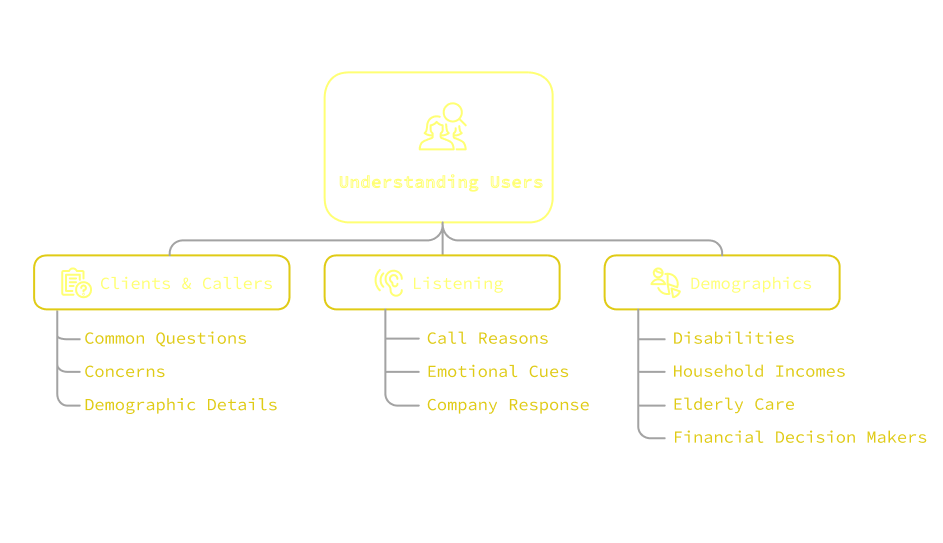 Understanding Users
Clients & Callers
Common Questions
Concerns
Demographic Details
Listening
Call Reasons
Emotional Cues
Company Response
Demographics
Disabilities
Household Incomes
Elderly Care
Financial Decision Makers